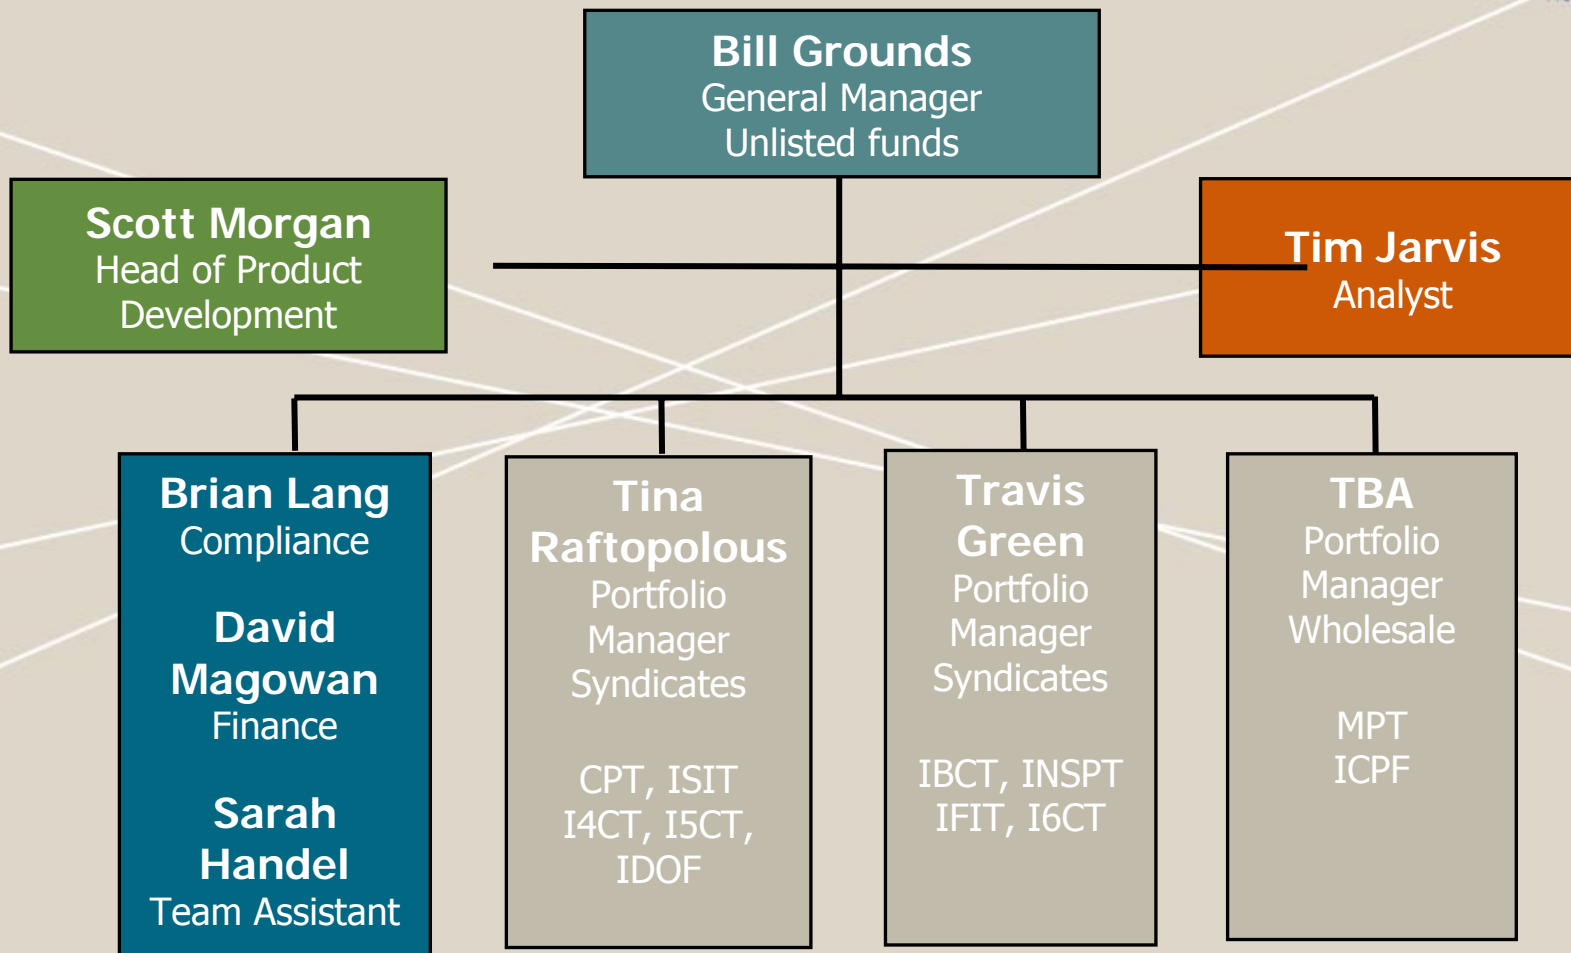 Bill Grounds
General Manager
Unlisted funds
Scott Morgan
Head of Product
Development
Tim Jarvis
Analyst
Brian Lang
Compliance
David
Magowan
Finance
Sarah
Handel
Team Assistant
Tina
Raftopolous
Portfolio
Manager
Syndicates
CPT, ISIT
I4CT, I5CT,
IDOF
Travis
Green
Portfolio
Manager
Syndicates
IBCT, INSPT
IFIT, I6CT
TBA
Portfolio
Manager
Wholesale
MPT
ICPF